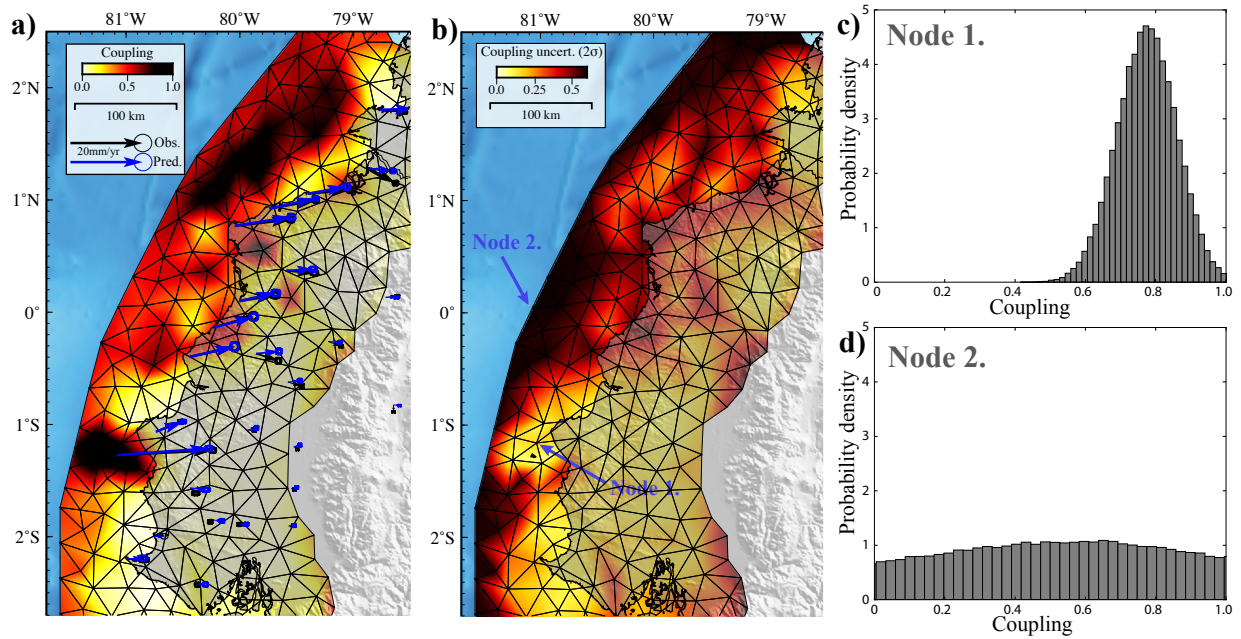 a)
81°W 80°W 79°W
Coupling
0.0 0.5 1.0
100 km
Obs.
20mm/yr
Pred.
2°N
1°N
0°
1°S
2°S
b)
81°W 80°W 79°W
Coupling uncert. (2σ)
0.0 0.25 0.5
100 km
Node 2.
Node 1.
2°N
1°N
0°
1°S
2°S
c)
Node 1.
Probability density
5
4
3
2
1
0
0 0.2 0.4 0.6 0.8 1.0
Coupling
d)
Node 2.
Probability density
5
4
3
2
1
0
0 0.2 0.4 0.6 0.8 1.0
Coupling